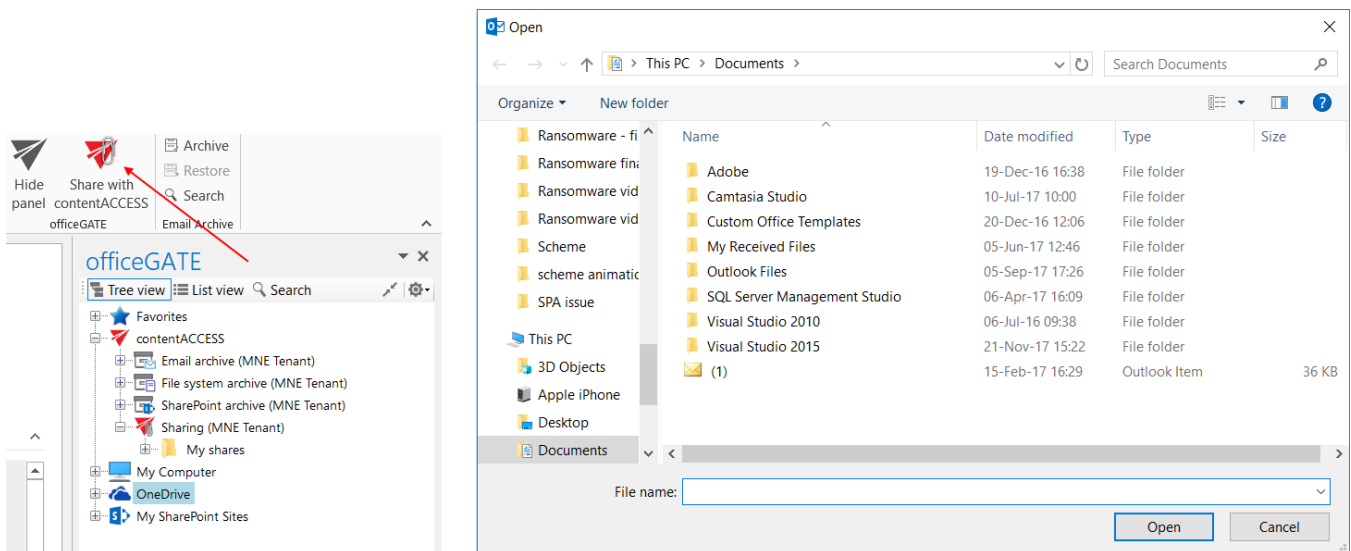 Hide
panel
Share with
contentACCESS
Archive
Restore
Search
officeGATE
Email Archive
officeGATE
Tree view List view Search
Favorites
contentACCESS
Email archive (MNE Tenant)
File system archive (MNE Tenant)
SharePoint archive (MNE Tenant)
Sharing (MNE Tenant)
My shares
My Computer
OneDrive
My SharePoint Sites
Open
This PC > Documents >
Search Documents
Organize New folder
Ransomware - fi
Ransomware fina
Ransomware vid
Ransomware vid
Scheme
scheme animatic
SPA issue
This PC
3D Objects
Apple iPhone
Desktop
Documents
Name Date modified Type Size
Adobe 19-Dec-16 16:38 File folder
Camtasia Studio 10-Jul-17 10:00 File folder
Custom Office Templates 20-Dec-16 12:06 File folder
My Received Files 05-Jun-17 12:46 File folder
Outlook Files 05-Sep-17 17:26 File folder
SQL Server Management Studio 06-Apr-17 16:09 File folder
Visual Studio 2010 06-Jul-16 09:38 File folder
Visual Studio 2015 21-Nov-17 15:22 File folder
(1) 15-Feb-17 16:29 Outlook Item 36 KB
File name:
Open Cancel